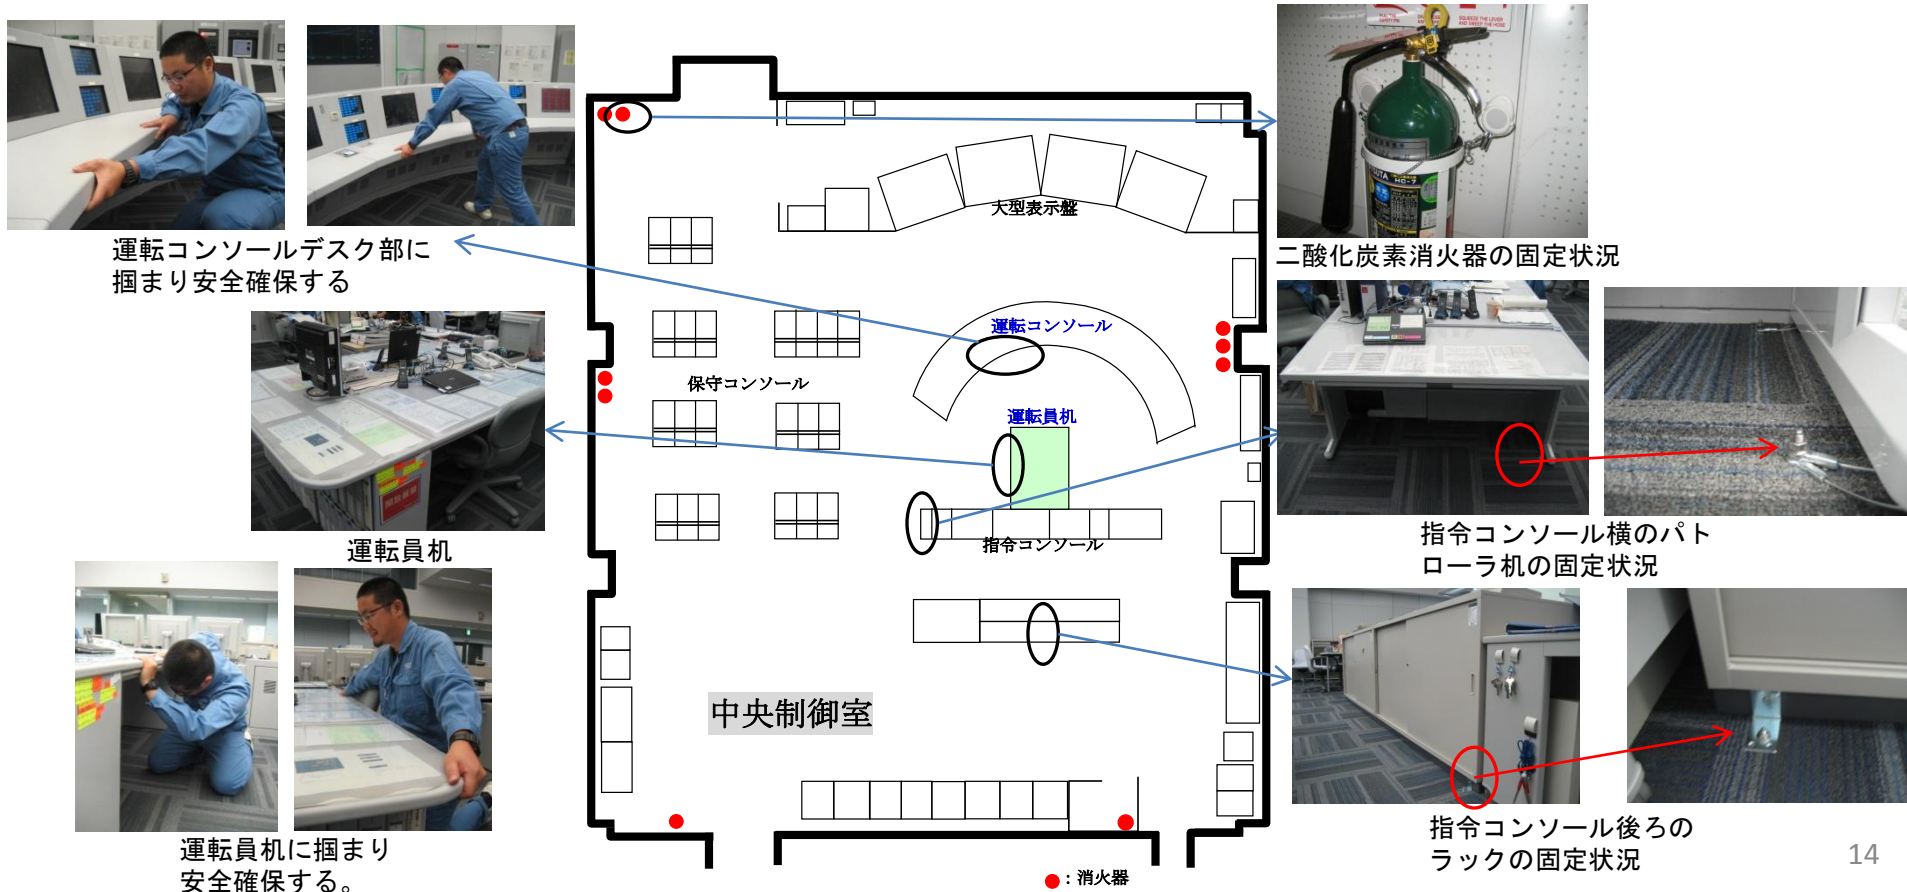 運転コンソールデスク部に
掴まり安全確保する
運転員机
運転員机に掴まり
安全確保する。
大型表示盤
運転コンソール
保守コンソール
運転員机
指令コンソール
中央制御室
：消火器
二酸化炭素消火器の固定状況
指令コンソール横のパト
ローラ机の固定状況
指令コンソール後ろの
ラックの固定状況
14